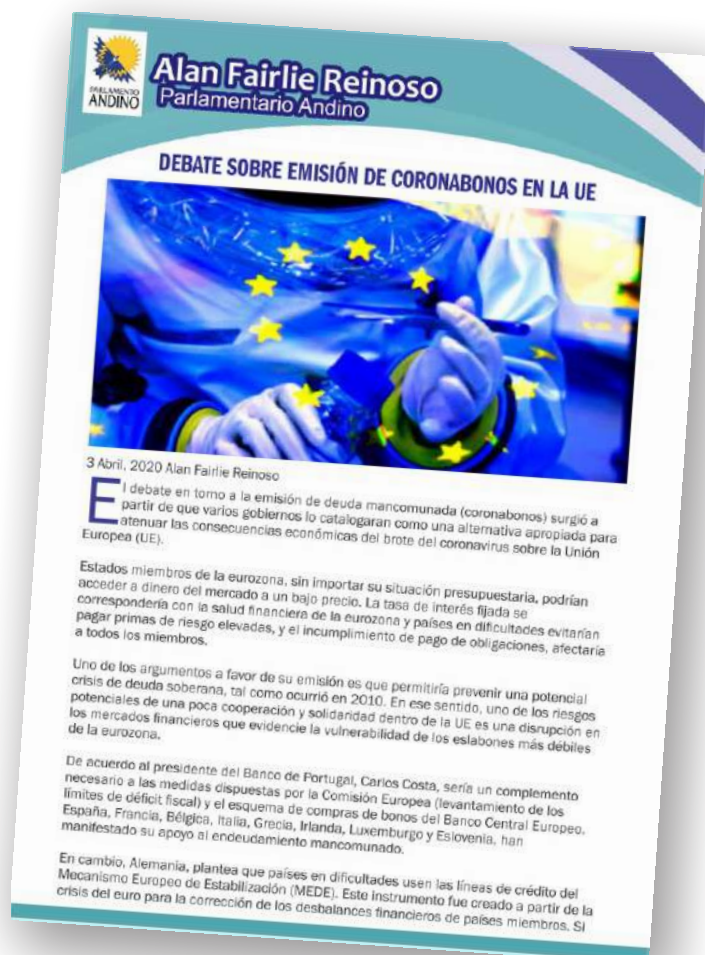 PARLAMENTO
ANDINO
Alan Fairlie Reinoso
Parlamentario Andino
DEBATE SOBRE EMISIÓN DE CORONABONOS EN LA UE
3 Abril, 2020 Alan Fairlie Reinoso
El debate en torno a la emisión de deuda mancomunada (coronabonos) surgió a
partir de que varios gobiernos lo catalogaran como una alternativa apropiada para
atenuar las consecuencias económicas del brote del coronavirus sobre la Unión
Europea (UE).
Estados miembros de la eurozona, sin importar su situación presupuestaria, podrían
acceder a dinero del mercado a un bajo precio. La tasa de interés fijada se
correspondería con la salud financiera de la eurozona y países en dificultades evitarían
pagar primas de riesgo elevadas, y el incumplimiento de pago de obligaciones, afectaría
a todos los miembros.
Uno de los argumentos a favor de su emisión es que permitiría prevenir una potencial
crisis de deuda soberana, tal como ocurrió en 2010. En ese sentido, uno de los riesgos
potenciales de una poca cooperación y solidaridad dentro de la UE es una disrupción en
los mercados financieros que evidencie la vulnerabilidad de los eslabones más débiles
de la eurozona.
De acuerdo al presidente del Banco de Portugal, Carlos Costa, sería un complemento
necesario a las medidas dispuestas por la Comisión Europea (levantamiento de los
límites de déficit fiscal) y el esquema de compras de bonos del Banco Central Europeo.
España, Francia, Bélgica, Italia, Grecia, Irlanda, Luxemburgo y Eslovenia, han
manifestado su apoyo al endeudamiento mancomunado.
En cambio, Alemania, plantea que países en dificultades usen las líneas de crédito del
Mecanismo Europeo de Estabilización (MEDE). Este instrumento fue creado a partir de la
crisis del euro para la corrección de los desbalances financieros de países miembros. Si